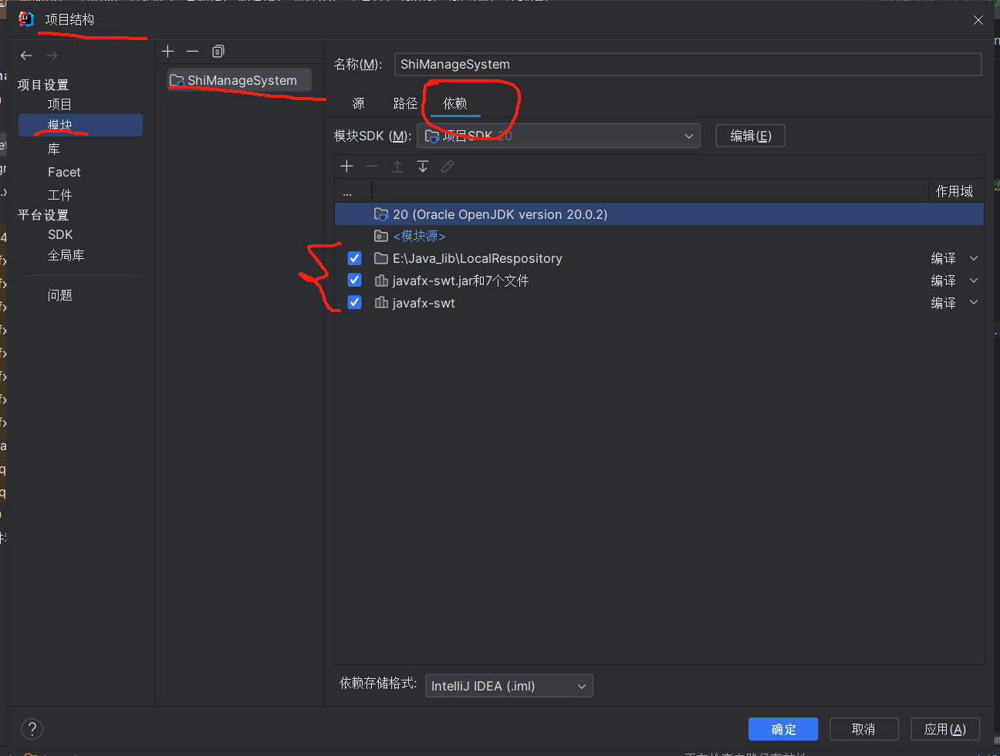 项目结构
项目设置
项目
模块
库
Facet
工件
平台设置
SDK
全局库
问题
ShiManageSystem
名称(M):
ShiManageSystem
源
路径
依赖
模块SDK (M):
项目SDK 20
编辑(E)
...
作用域
20 (Oracle OpenJDK version 20.0.2)
<模块源>
E:\Java_lib\LocalRespository
编译
javafx-swt.jar和7个文件
编译
javafx-swt
编译
依赖存储格式:
IntelliJ IDEA (.iml)
?
确定
取消
应用(A)